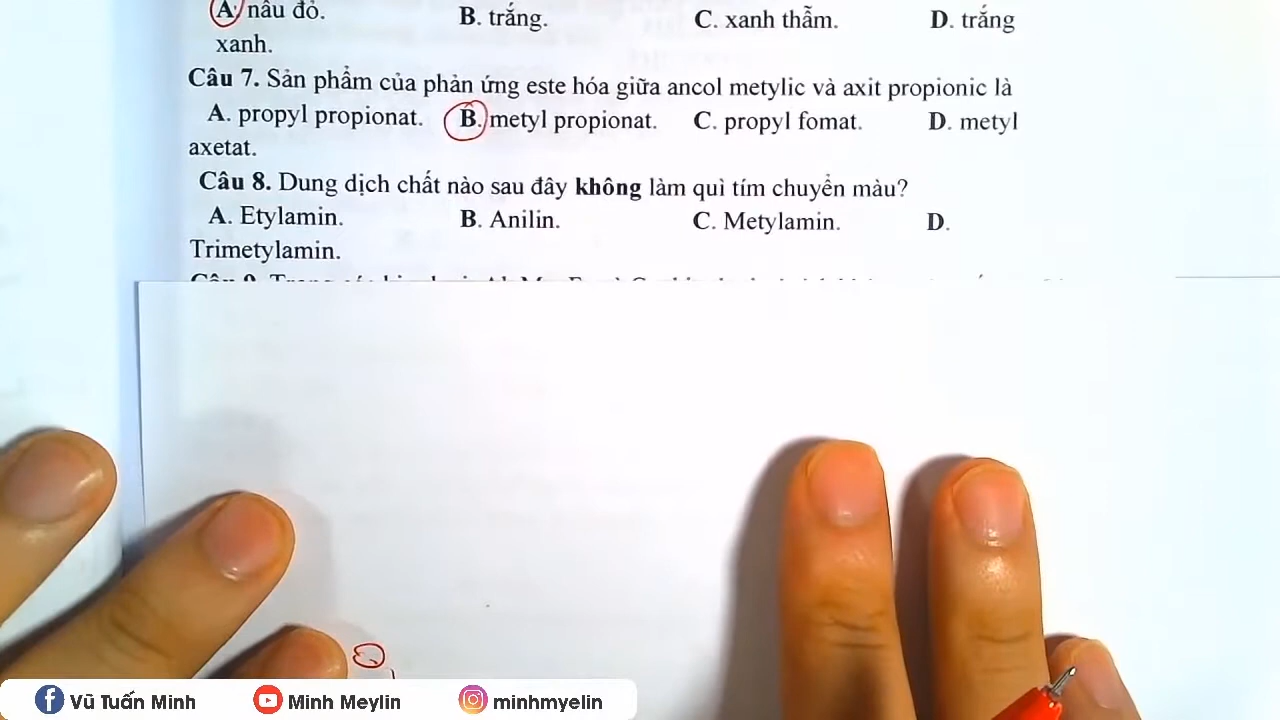 A. nâu đỏ. B. trắng. C. xanh thẫm. D. trắng
xanh.
Câu 7. Sản phẩm của phản ứng este hóa giữa ancol metylic và axit propionic là
A. propyl propionat. B. metyl propionat. C. propyl fomat. D. metyl
axetat.
Câu 8. Dung dịch chất nào sau đây không làm quì tím chuyển màu?
A. Etylamin. B. Anilin. C. Metylamin. D.
Trimetylamin.
Vũ Tuấn Minh Minh Meylin minhmyelin